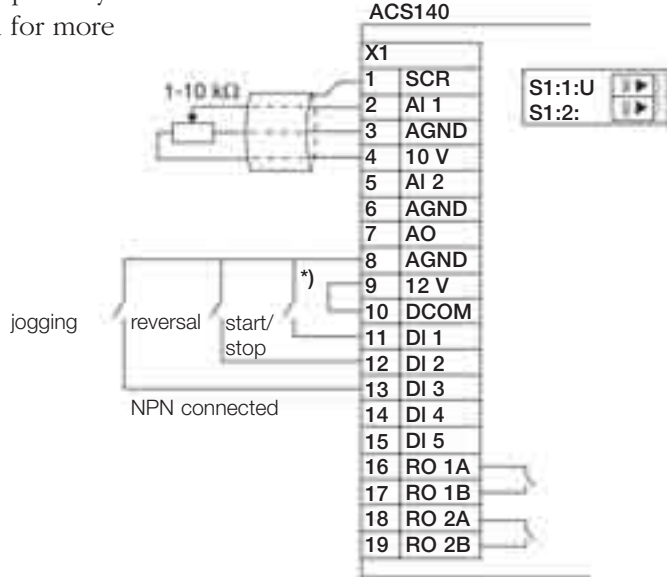 for more
ACS140
X1
1 SCR
2 AI 1
3 AGND
4 10 V
5 AI 2
6 AGND
7 AO
8 AGND
9 12 V
10 DCOM
11 DI 1
12 DI 2
13 DI 3
14 DI 4
15 DI 5
16 RO 1A
17 RO 1B
18 RO 2A
19 RO 2B
1-10 kΩ
S1:1:U
S1:2:
*)
jogging
reversal
start/
stop
NPN connected